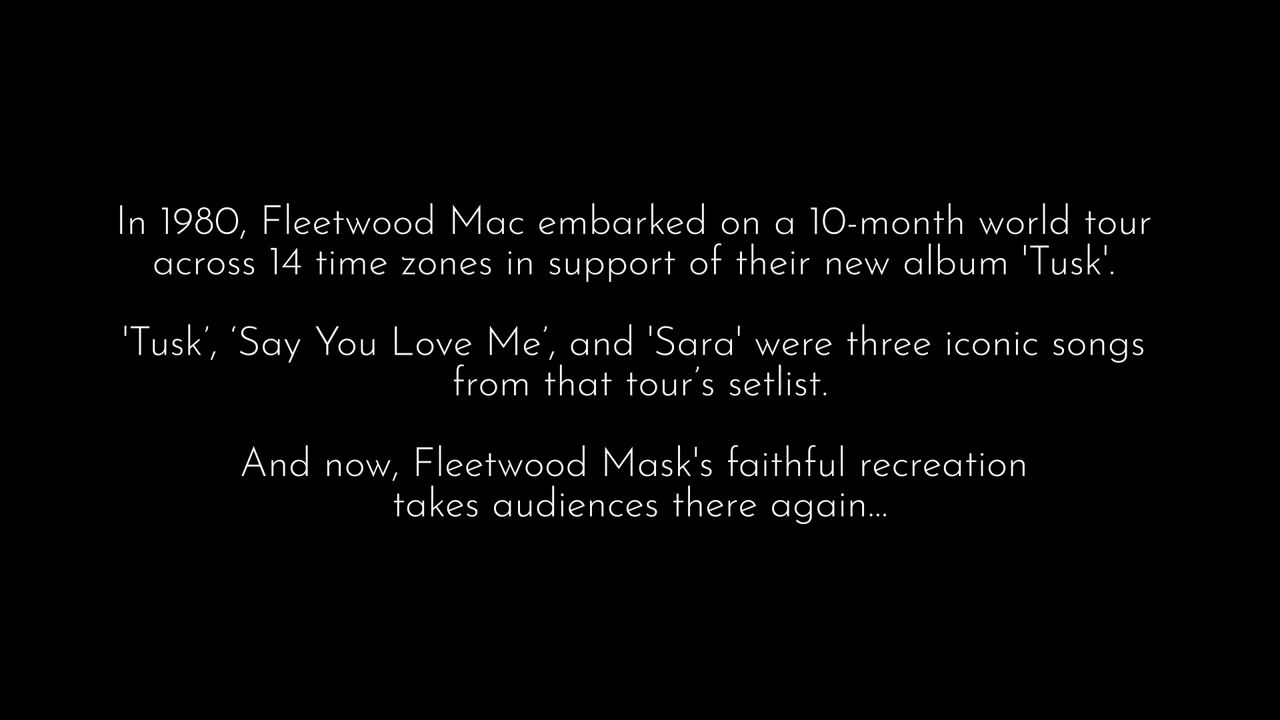 In 1980, Fleetwood Mac embarked on a 10-month world tour
across 14 time zones in support of their new album 'Tusk'.
'Tusk’, ‘Say You Love Me’, and 'Sara' were three iconic songs
from that tour’s setlist.
And now, Fleetwood Mask's faithful recreation
takes audiences there again...